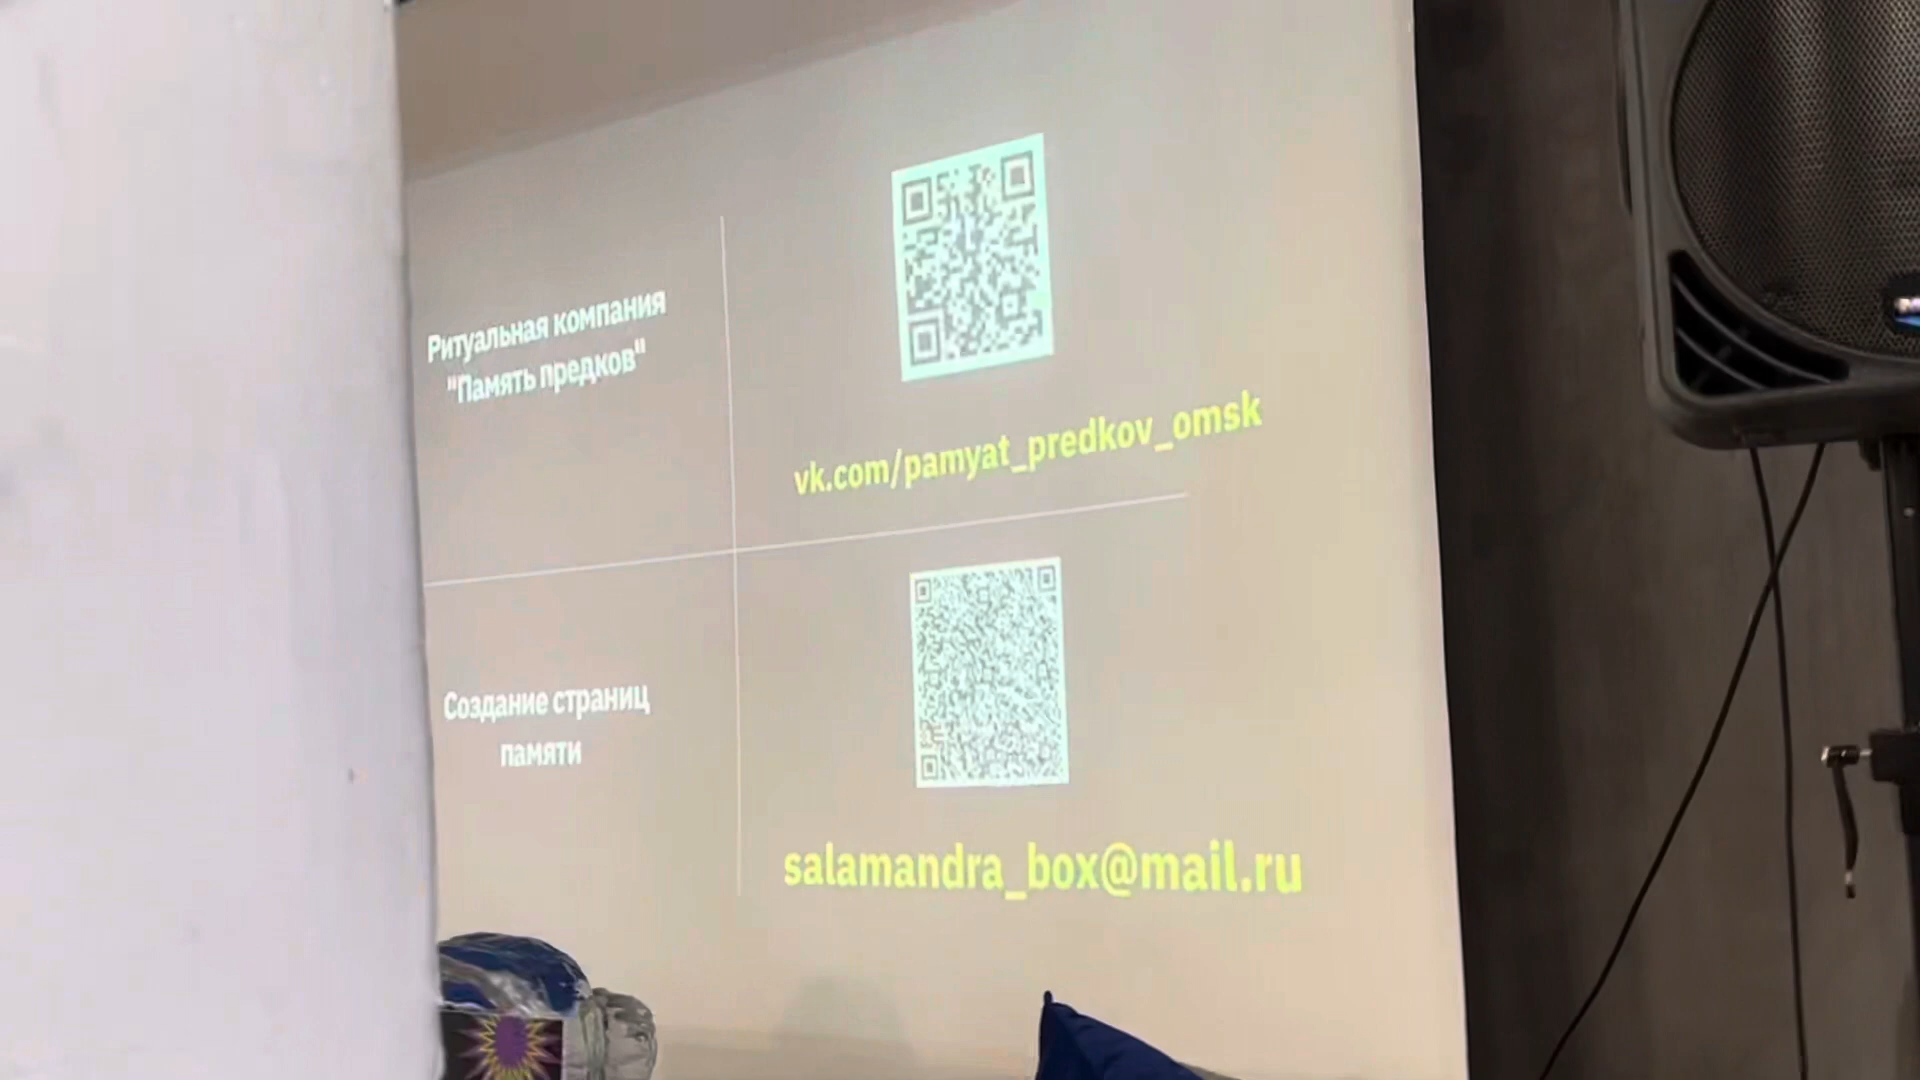 Ритуальная компания
"Память предков"
vk.com/pamyat_predkov_omsk
Создание страниц
памяти
salamandra_box@mail.ru